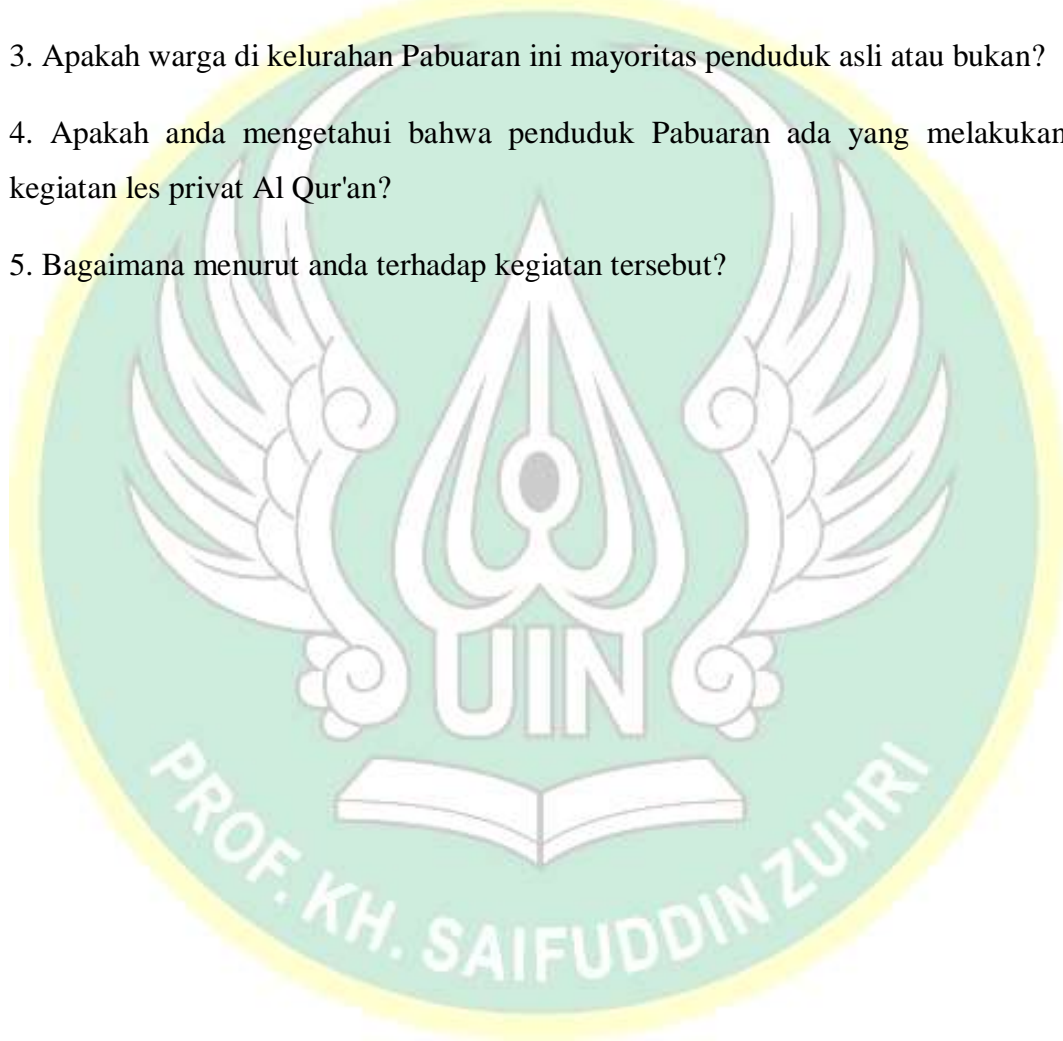 3. Apakah warga di kelurahan Pabuaran ini mayoritas penduduk asli atau bukan?
4. Apakah anda mengetahui bahwa penduduk Pabuaran ada yang melakukan
kegiatan les privat Al Qur'an?
5. Bagaimana menurut anda terhadap kegiatan tersebut?
UIN
PROF. KH. SAIFUDDIN ZUHRI